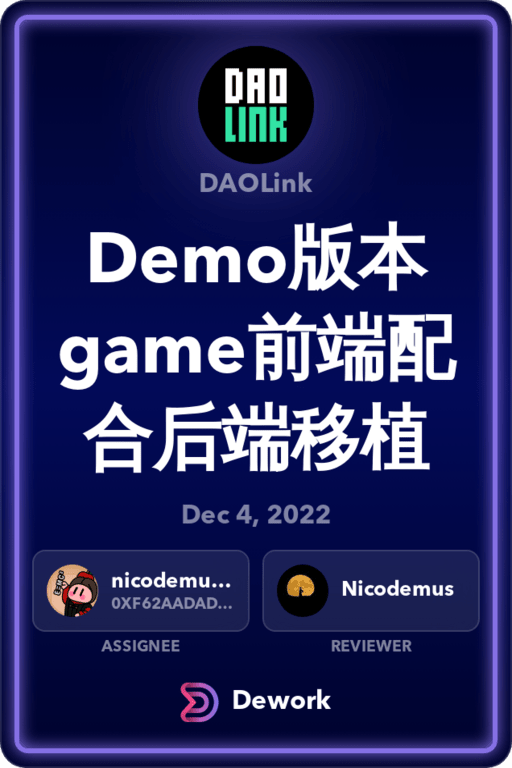 DAO
LINK
DAOLink
Demo版本
game前端配
合后端移植
Dec 4, 2022
nicodemu...
0XF62AADAD...
Nicodemus
ASSIGNEE
REVIEWER
Dework